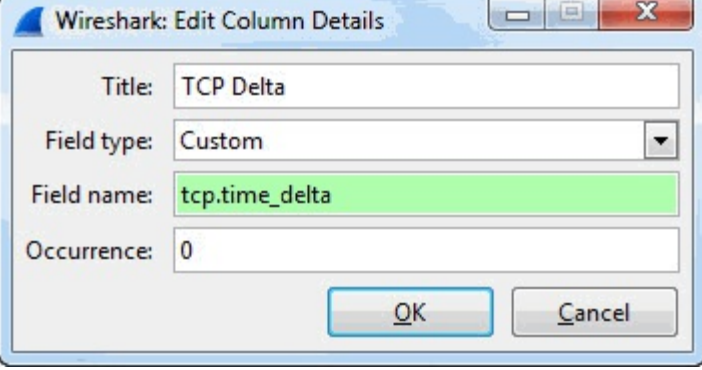 Wireshark: Edit Column Details
Title: TCP Delta
Field type: Custom
Field name: tcp.time_delta
Occurrence: 0
OK Cancel